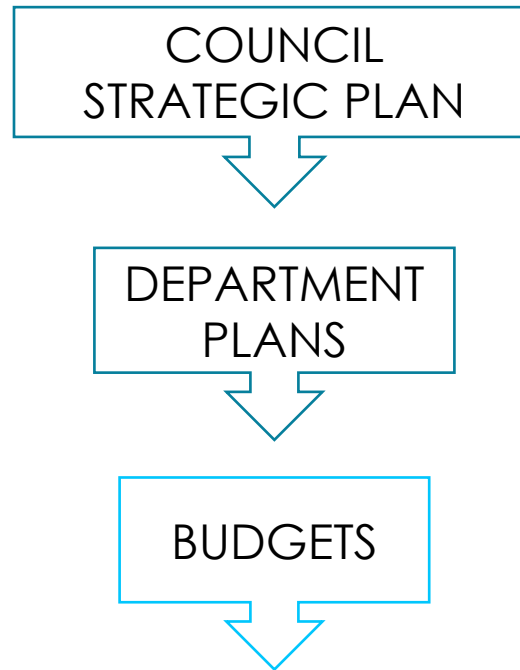 COUNCIL
STRATEGIC PLAN
DEPARTMENT
PLANS
BUDGETS